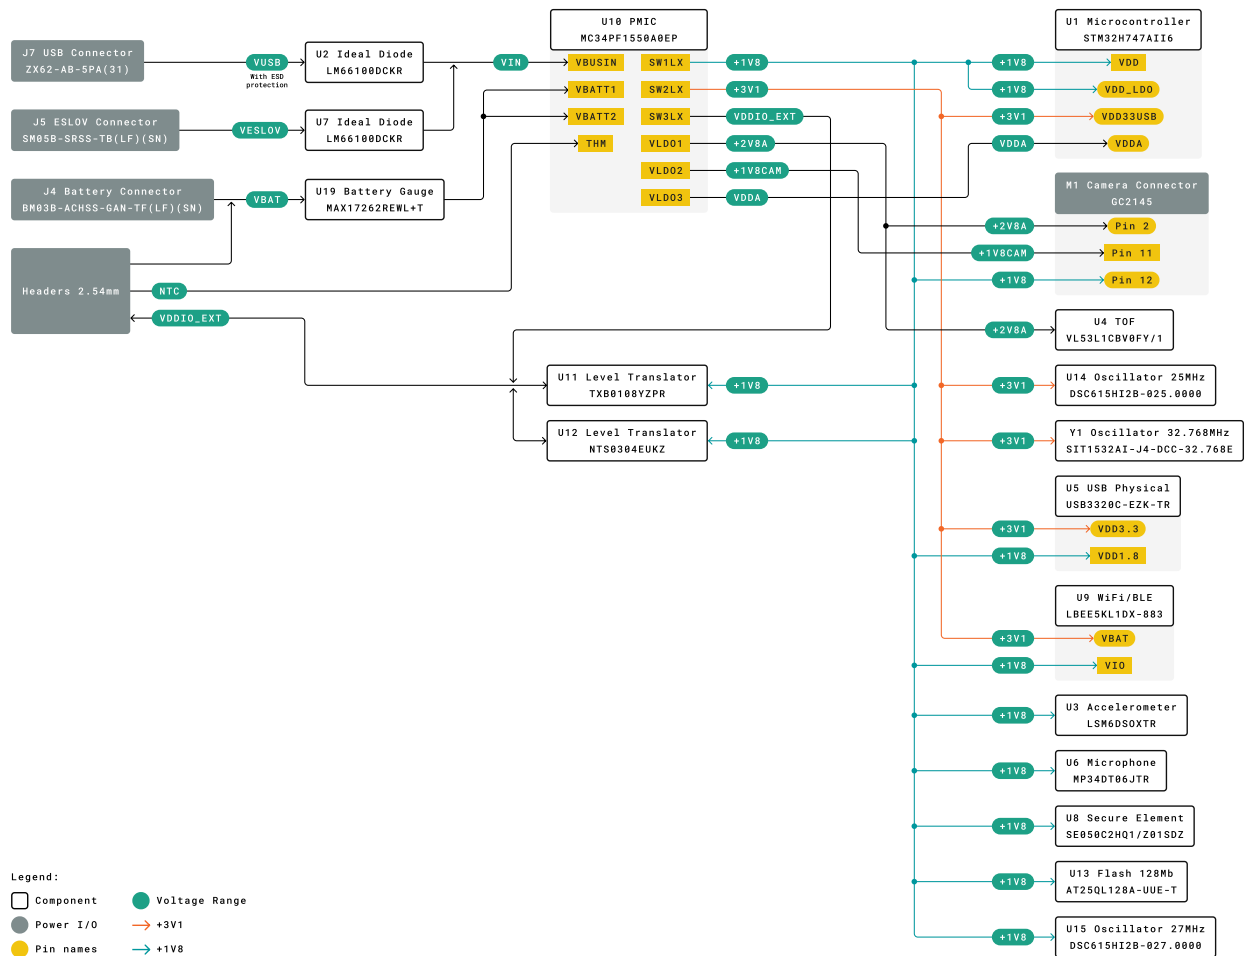 J7 USB Connector
ZX62-AB-5PA(31)
VUSB
With ESD
protection
U2 Ideal Diode
LM66100DCKR
VIN
J5 ESLOV Connector
SM05B-SRSS-TB(LF)(SN)
VESLOV
U7 Ideal Diode
LM66100DCKR
J4 Battery Connector
BM03B-ACHSS-GAN-TF(LF)(SN)
VBAT
U19 Battery Gauge
MAX17262REWL+T
Headers 2.54mm
NTC
VDDIO_EXT
U10 PMIC
MC34PF1550A0EP
VBUSIN
VBATT1
VBATT2
THM
SW1LX
SW2LX
SW3LX
VLDO1
VLDO2
VLDO3
+1V8
+3V1
VDDIO_EXT
+2V8A
+1V8CAM
VDDA
U11 Level Translator
TXB0108YZPR
+1V8
U12 Level Translator
NTS0304EUKZ
+1V8
U1 Microcontroller
STM32H747AII6
+1V8
VDD
+1V8
VDD_LDO
+3V1
VDD33USB
VDDA
VDDA
M1 Camera Connector
GC2145
+2V8A
Pin 2
+1V8CAM
Pin 11
+1V8
Pin 12
+2V8A
U4 TOF
VL53L1CBV0FY/1
+3V1
U14 Oscillator 25MHz
DSC615HI2B-025.0000
+3V1
Y1 Oscillator 32.768MHz
SIT1532AI-J4-DCC-32.768E
U5 USB Physical
USB3320C-EZK-TR
+3V1
VDD3.3
+1V8
VDD1.8
U9 WiFi/BLE
LBEE5KL1DX-883
+3V1
VBAT
+1V8
VIO
+1V8
U3 Accelerometer
LSM6DSOXTR
+1V8
U6 Microphone
MP34DT06JTR
+1V8
U8 Secure Element
SE050C2HQ1/Z01SDZ
+1V8
U13 Flash 128Mb
AT25QL128A-UUE-T
+1V8
U15 Oscillator 27MHz
DSC615HI2B-027.0000
Legend:
Component
Voltage Range
Power I/O
+3V1
Pin names
+1V8